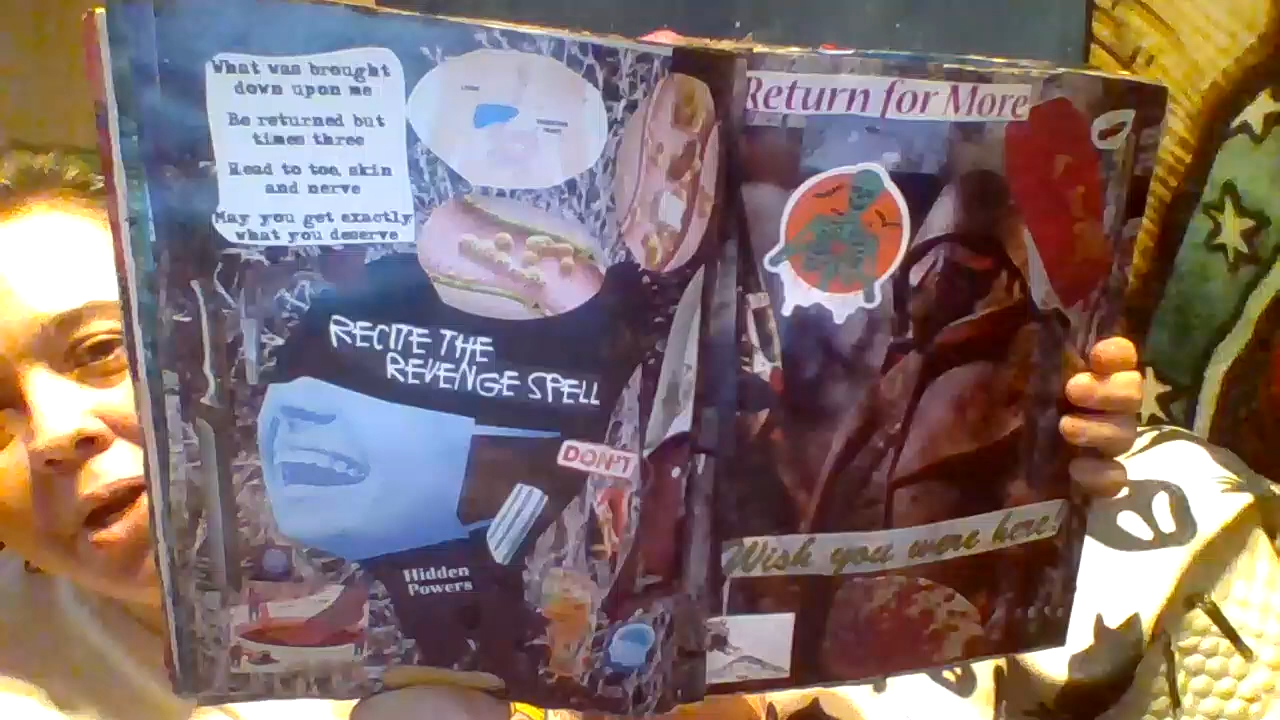 What was brought
down upon me
Be returned but
times three
Head to toe, skin
and nerve
May you get exactly
what you deserve
RECITE THE
REVENGE SPELL
DON'T
Hidden
Powers
Return for More
Wish you were here!